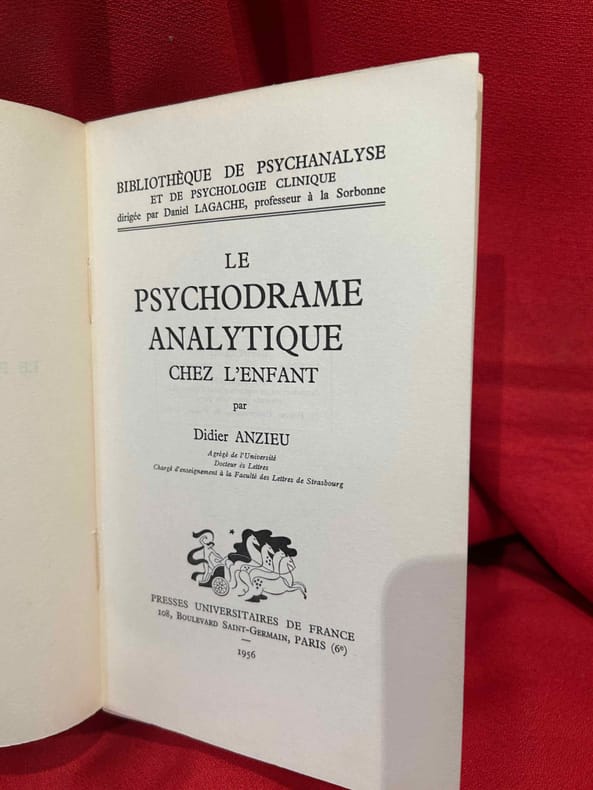 BIBLIOTHÈQUE DE PSYCHANALYSE
ET DE PSYCHOLOGIE CLINIQUE
dirigée par Daniel LAGACHE, professeur à la Sorbonne
LE
PSYCHODRAME
ANALYTIQUE
CHEZ L'ENFANT
par
Didier ANZIEU
Agrégé de l'Université
Docteur ès Lettres
Chargé d'enseignement à la Faculté des Lettres de Strasbourg
PRESSES UNIVERSITAIRES DE FRANCE
108, BOULEVARD SAINT-GERMAIN, PARIS (6e)
1956